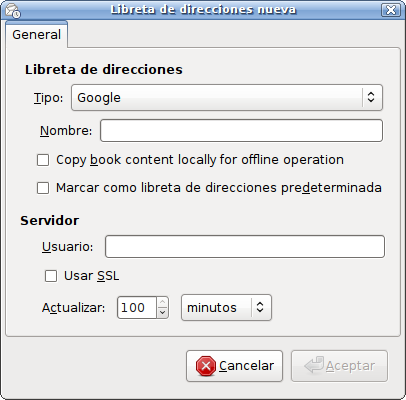 Libreta de direcciones nueva
General
Libreta de direcciones
Tipo: Google
Nombre:
Copy book content locally for offline operation
Marcar como libreta de direcciones predeterminada
Servidor
Usuario:
Usar SSL
Actualizar: 100 minutos
Cancelar Aceptar